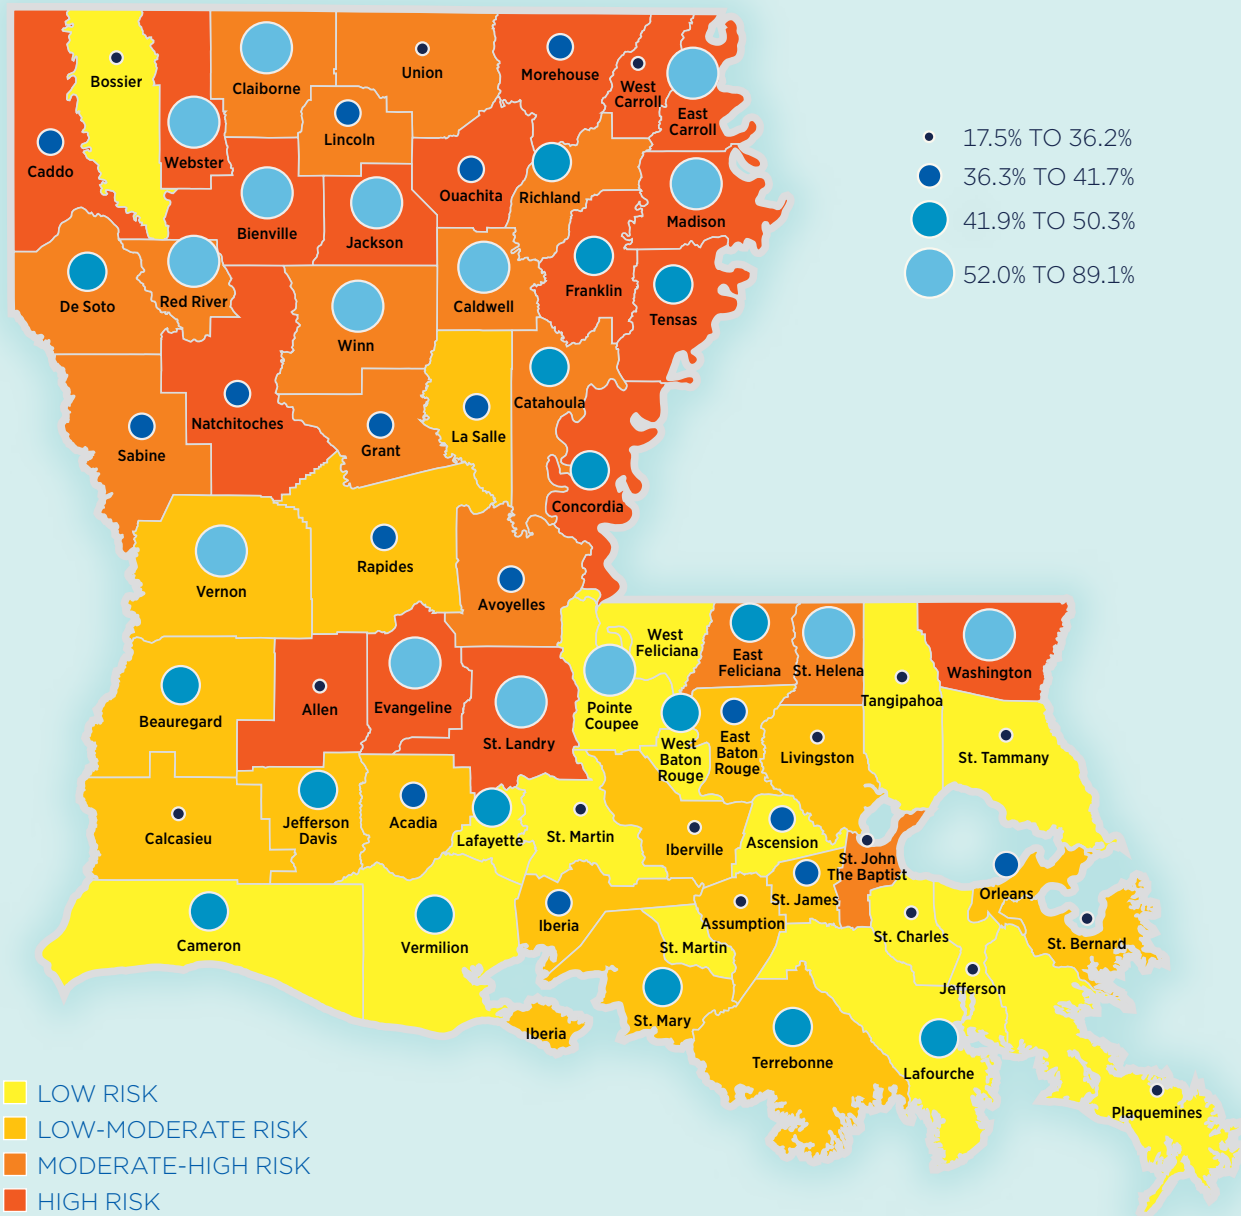 Bossier
Claiborne
Union
Morehouse
West
Carroll
East
Carroll
Caddo
Webster
Lincoln
Ouachita
Richland
Madison
Bienville
Jackson
De Soto
Red River
Winn
Caldwell
Franklin
Tensas
Sabine
Natchitoches
Grant
La Salle
Catahoula
Concordia
Vernon
Rapides
Avoyelles
West
Feliciana
East
Feliciana
St. Helena
Tangipahoa
Washington
Beauregard
Allen
Evangeline
St. Landry
Pointe
Coupee
West
Baton
Rouge
East
Baton
Rouge
Livingston
St. Tammany
Calcasieu
Jefferson
Davis
Acadia
Lafayette
St. Martin
Iberville
Ascension
St. John
The Baptist
Orleans
St. Bernard
Cameron
Vermilion
Iberia
St. Martin
Assumption
St. James
St. Charles
Jefferson
Iberia
St. Mary
Terrebonne
Lafourche
Plaquemines
17.5% TO 36.2%
36.3% TO 41.7%
41.9% TO 50.3%
52.0% TO 89.1%
LOW RISK
LOW-MODERATE RISK
MODERATE-HIGH RISK
HIGH RISK